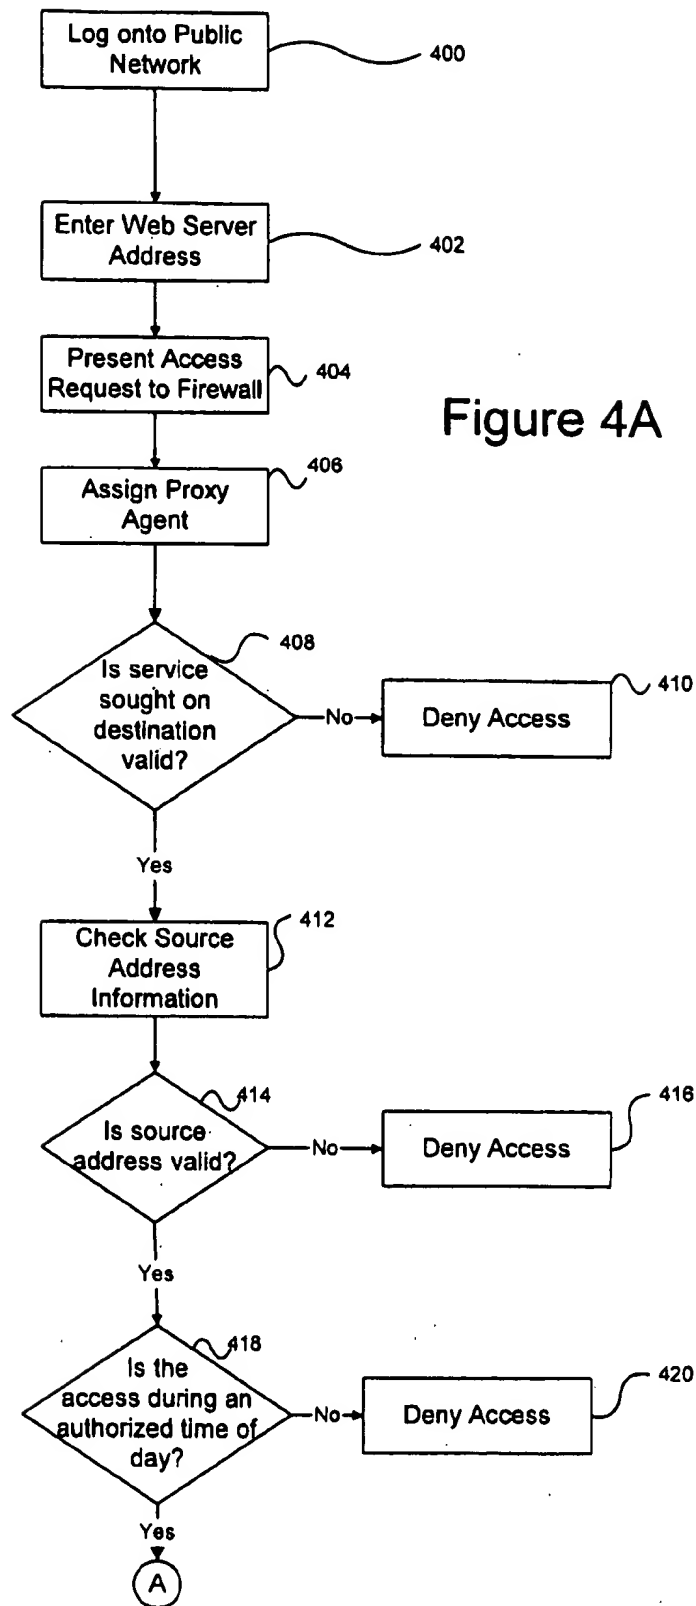 Log onto Public
Network
400
Enter Web Server
Address
402
Present Access
Request to Firewall
404
Figure 4A
Assign Proxy
Agent
406
Is service
sought on
destination
valid?
408
No
Deny Access
410
Yes
Check Source
Address
Information
412
Is source
address valid?
414
No
Deny Access
416
Yes
Is the
access during an
authorized time of
day?
418
No
Deny Access
420
Yes
A